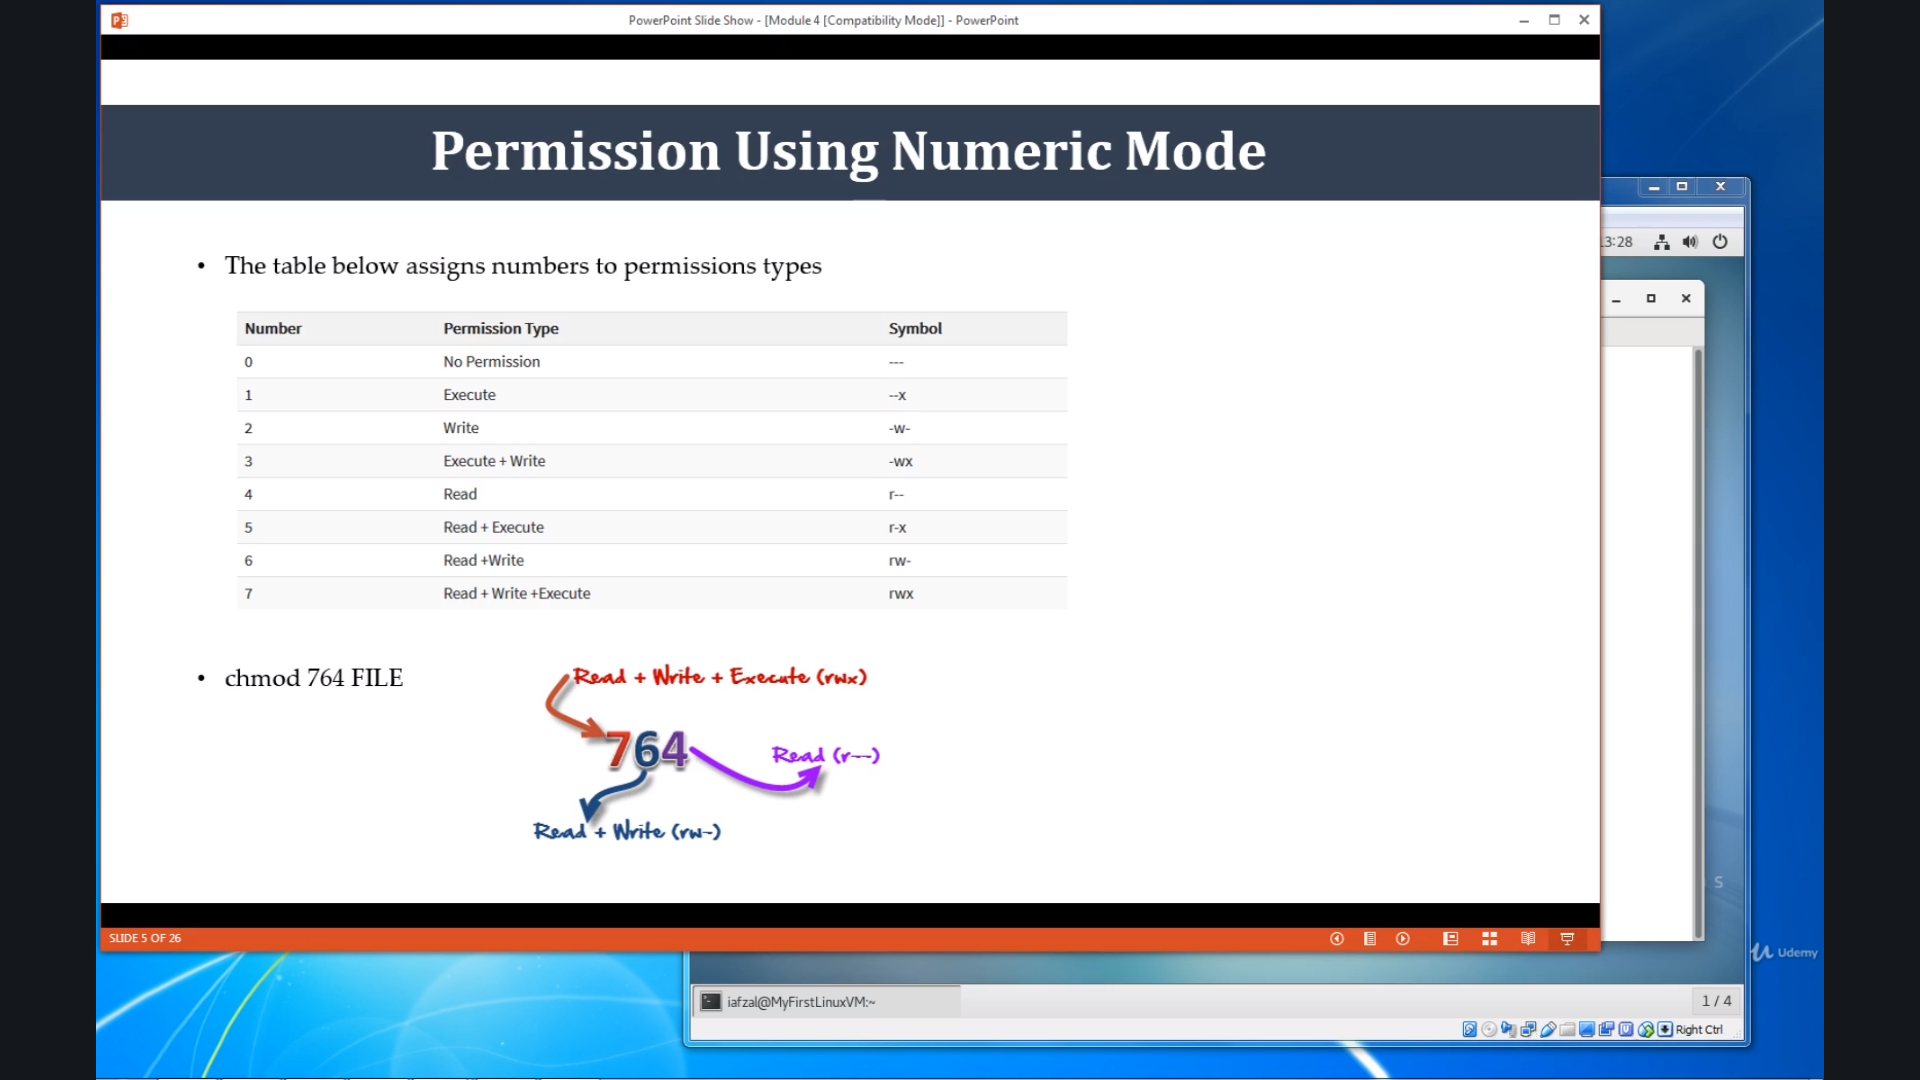 PowerPoint Slide Show - [Module 4 [Compatibility Mode]] - PowerPoint
Permission Using Numeric Mode
• The table below assigns numbers to permissions types
Number Permission Type Symbol
0 No Permission ---
1 Execute --x
2 Write -w-
3 Execute + Write -wx
4 Read r--
5 Read + Execute r-x
6 Read +Write rw-
7 Read + Write +Execute rwx
• chmod 764 FILE
Read + Write + Execute (rwx)
764
Read (r--)
Read + Write (rw-)
SLIDE 5 OF 26
3:28
S
Udemy
iafzal@MyFirstLinuxVM:~
1 / 4
Right Ctrl